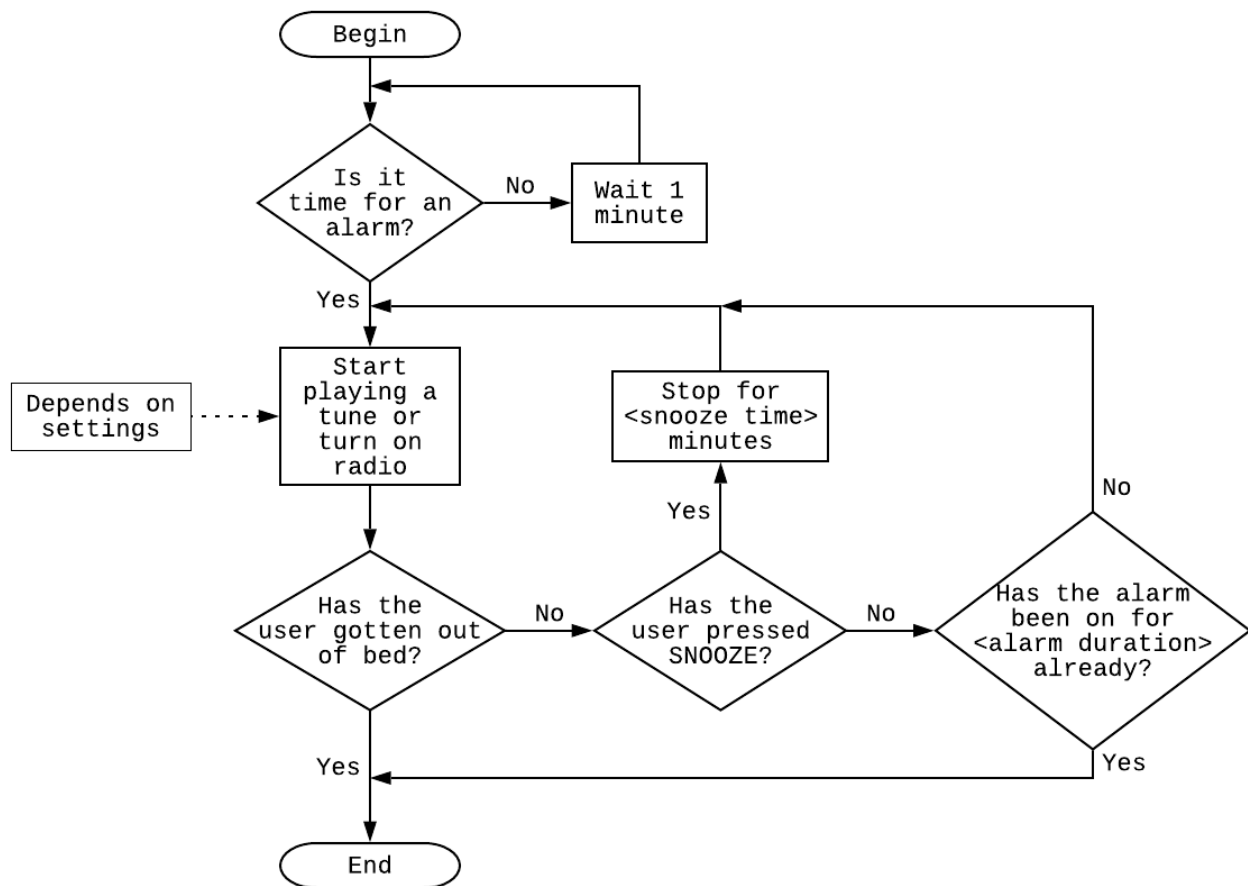 Begin
Is it
time for an
alarm?
No
Wait 1
minute
Yes
Start
playing a
tune or
turn on
radio
Depends on
settings
Stop for
<snooze time>
minutes
Yes
No
Has the
user gotten out
of bed?
No
Has the
user pressed
SNOOZE?
No
Has the alarm
been on for
<alarm duration>
already?
Yes
Yes
End